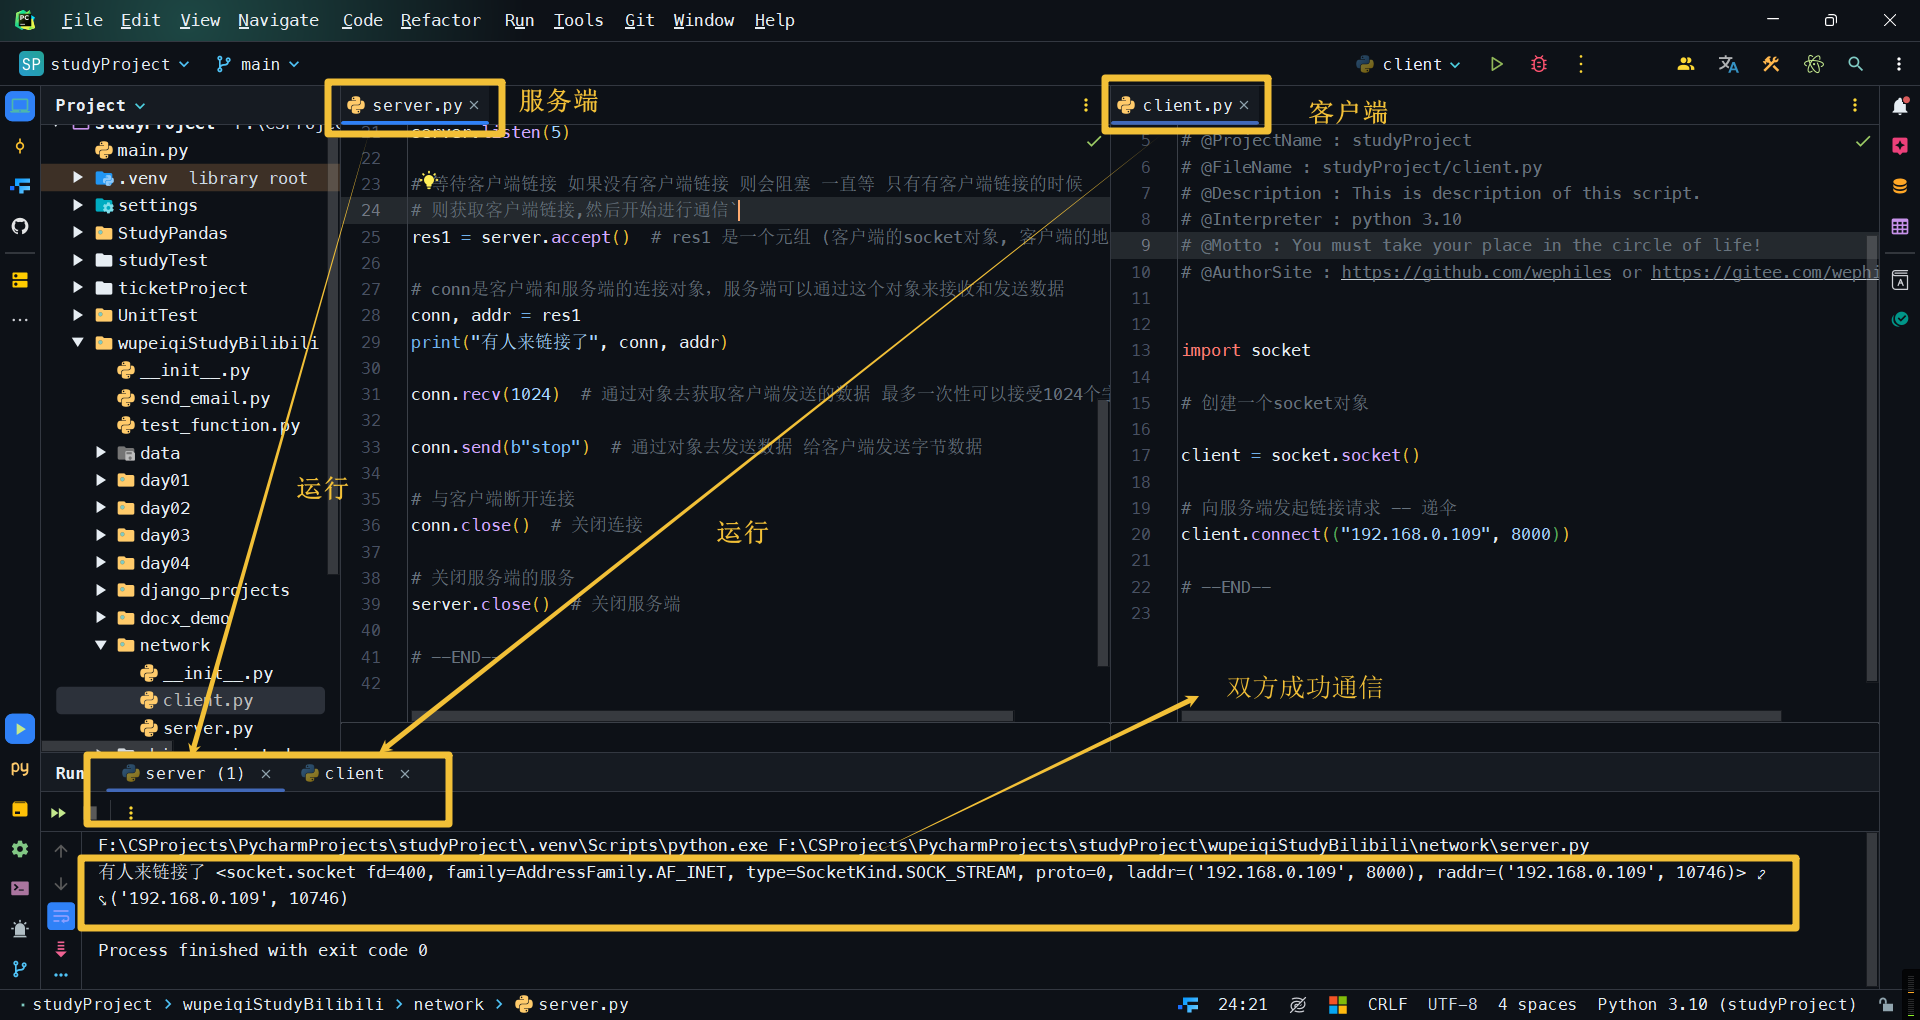 File Edit View Navigate Code Refactor Run Tools Git Window Help
SP studyProject main client
Project
main.py
.venv library root
settings
StudyPandas
studyTest
ticketProject
UnitTest
wupeiqiStudyBilibili
__init__.py
send_email.py
test_function.py
data
day01
day02
day03
day04
django_projects
docx_demo
network
__init__.py
client.py
server.py
server.py
服务端
21 server.listen(5)
22
23 # 等待客户端链接 如果没有客户端链接 则会阻塞 一直等 只有有客户端链接的时候
24 # 则获取客户端链接,然后开始进行通信`
25 res1 = server.accept() # res1 是一个元组 (客户端的socket对象, 客户端的地
26
27 # conn是客户端和服务端的连接对象，服务端可以通过这个对象来接收和发送数据
28 conn, addr = res1
29 print("有人来链接了", conn, addr)
30
31 conn.recv(1024) # 通过对象去获取客户端发送的数据 最多一次性可以接受1024个字
32
33 conn.send(b"stop") # 通过对象去发送数据 给客户端发送字节数据
34
35 # 与客户端断开连接
36 conn.close() # 关闭连接
37
38 # 关闭服务端的服务
39 server.close() # 关闭服务端
40
41 # --END--
42
运行
运行
client.py
客户端
5 # @ProjectName : studyProject
6 # @FileName : studyProject/client.py
7 # @Description : This is description of this script.
8 # @Interpreter : python 3.10
9 # @Motto : You must take your place in the circle of life!
10 # @AuthorSite : https://github.com/wephiles or https://gitee.com/wephi
11
12
13 import socket
14
15 # 创建一个socket对象
16
17 client = socket.socket()
18
19 # 向服务端发起链接请求 -- 递伞
20 client.connect(("192.168.0.109", 8000))
21
22 # --END--
23
双方成功通信
Run server (1) client
F:\CSProjects\PycharmProjects\studyProject\.venv\Scripts\python.exe F:\CSProjects\PycharmProjects\studyProject\wupeiqiStudyBilibili\network\server.py
有人来链接了 <socket.socket fd=400, family=AddressFamily.AF_INET, type=SocketKind.SOCK_STREAM, proto=0, laddr=('192.168.0.109', 8000), raddr=('192.168.0.109', 10746)>
('192.168.0.109', 10746)
Process finished with exit code 0
studyProject > wupeiqiStudyBilibili > network > server.py
24:21 CRLF UTF-8 4 spaces Python 3.10 (studyProject)